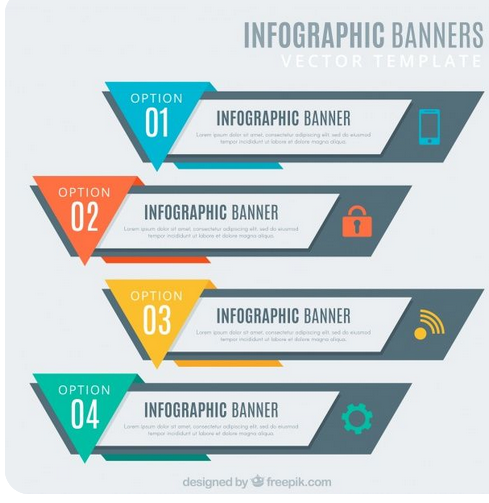 INFOGRAPHIC BANNERS
VECTOR TEMPLATE
OPTION
01
INFOGRAPHIC BANNER
Lorem ipsum dolor sit amet, consectetur adipiscing elit, sed eiusmod
tempor incididunt ut labore et dolore magna aliqua.
OPTION
02
INFOGRAPHIC BANNER
Lorem ipsum dolor sit amet, consectetur adipiscing elit, sed eiusmod
tempor incididunt ut labore et dolore magna aliqua.
OPTION
03
INFOGRAPHIC BANNER
Lorem ipsum dolor sit amet, consectetur adipiscing elit, sed eiusmod
tempor incididunt ut labore et dolore magna aliqua.
OPTION
04
INFOGRAPHIC BANNER
Lorem ipsum dolor sit amet, consectetur adipiscing elit, sed eiusmod
tempor incididunt ut labore et dolore magna aliqua.
designed by freepik.com